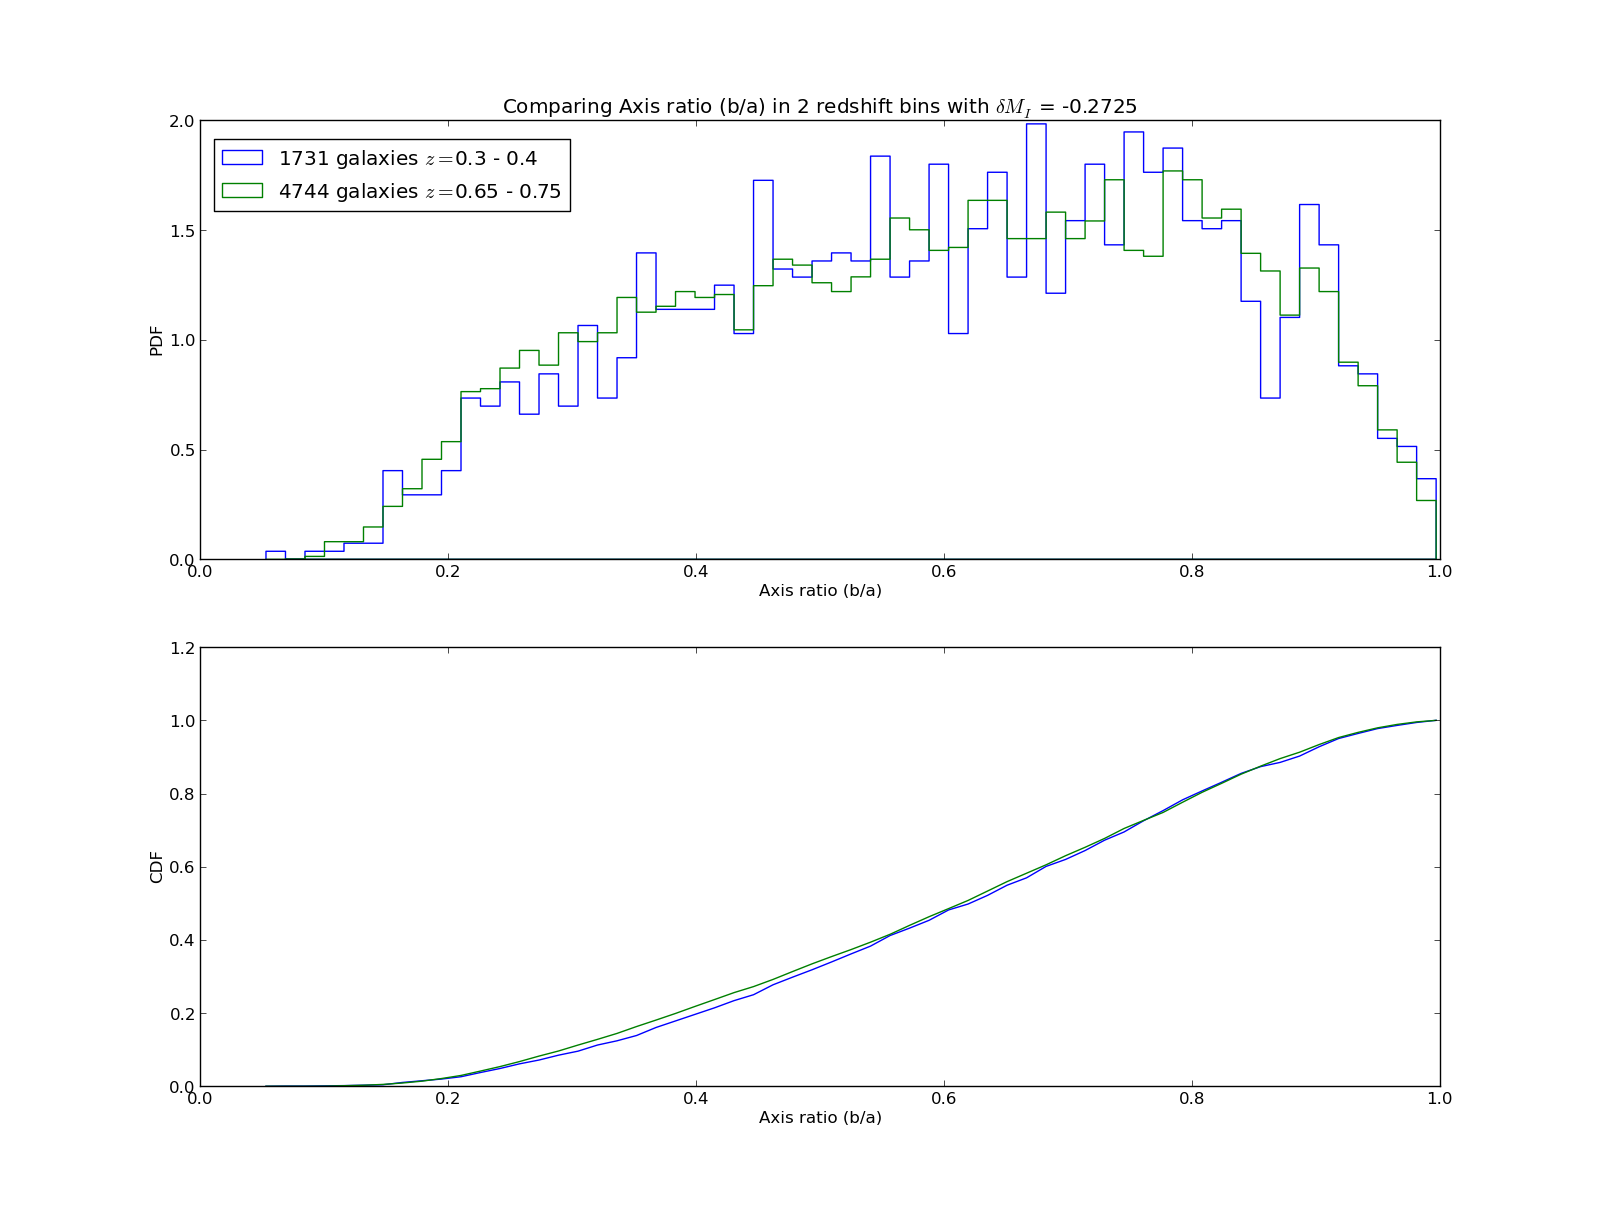 Comparing Axis ratio (b/a) in 2 redshift bins with δM_I = -0.2725
2.0
1731 galaxies z=0.3 - 0.4
4744 galaxies z=0.65 - 0.75
1.5
PDF
1.0
0.5
0.0
0.0 0.2 0.4 0.6 0.8 1.0
Axis ratio (b/a)
1.2
1.0
0.8
CDF
0.6
0.4
0.2
0.0
0.0 0.2 0.4 0.6 0.8 1.0
Axis ratio (b/a)